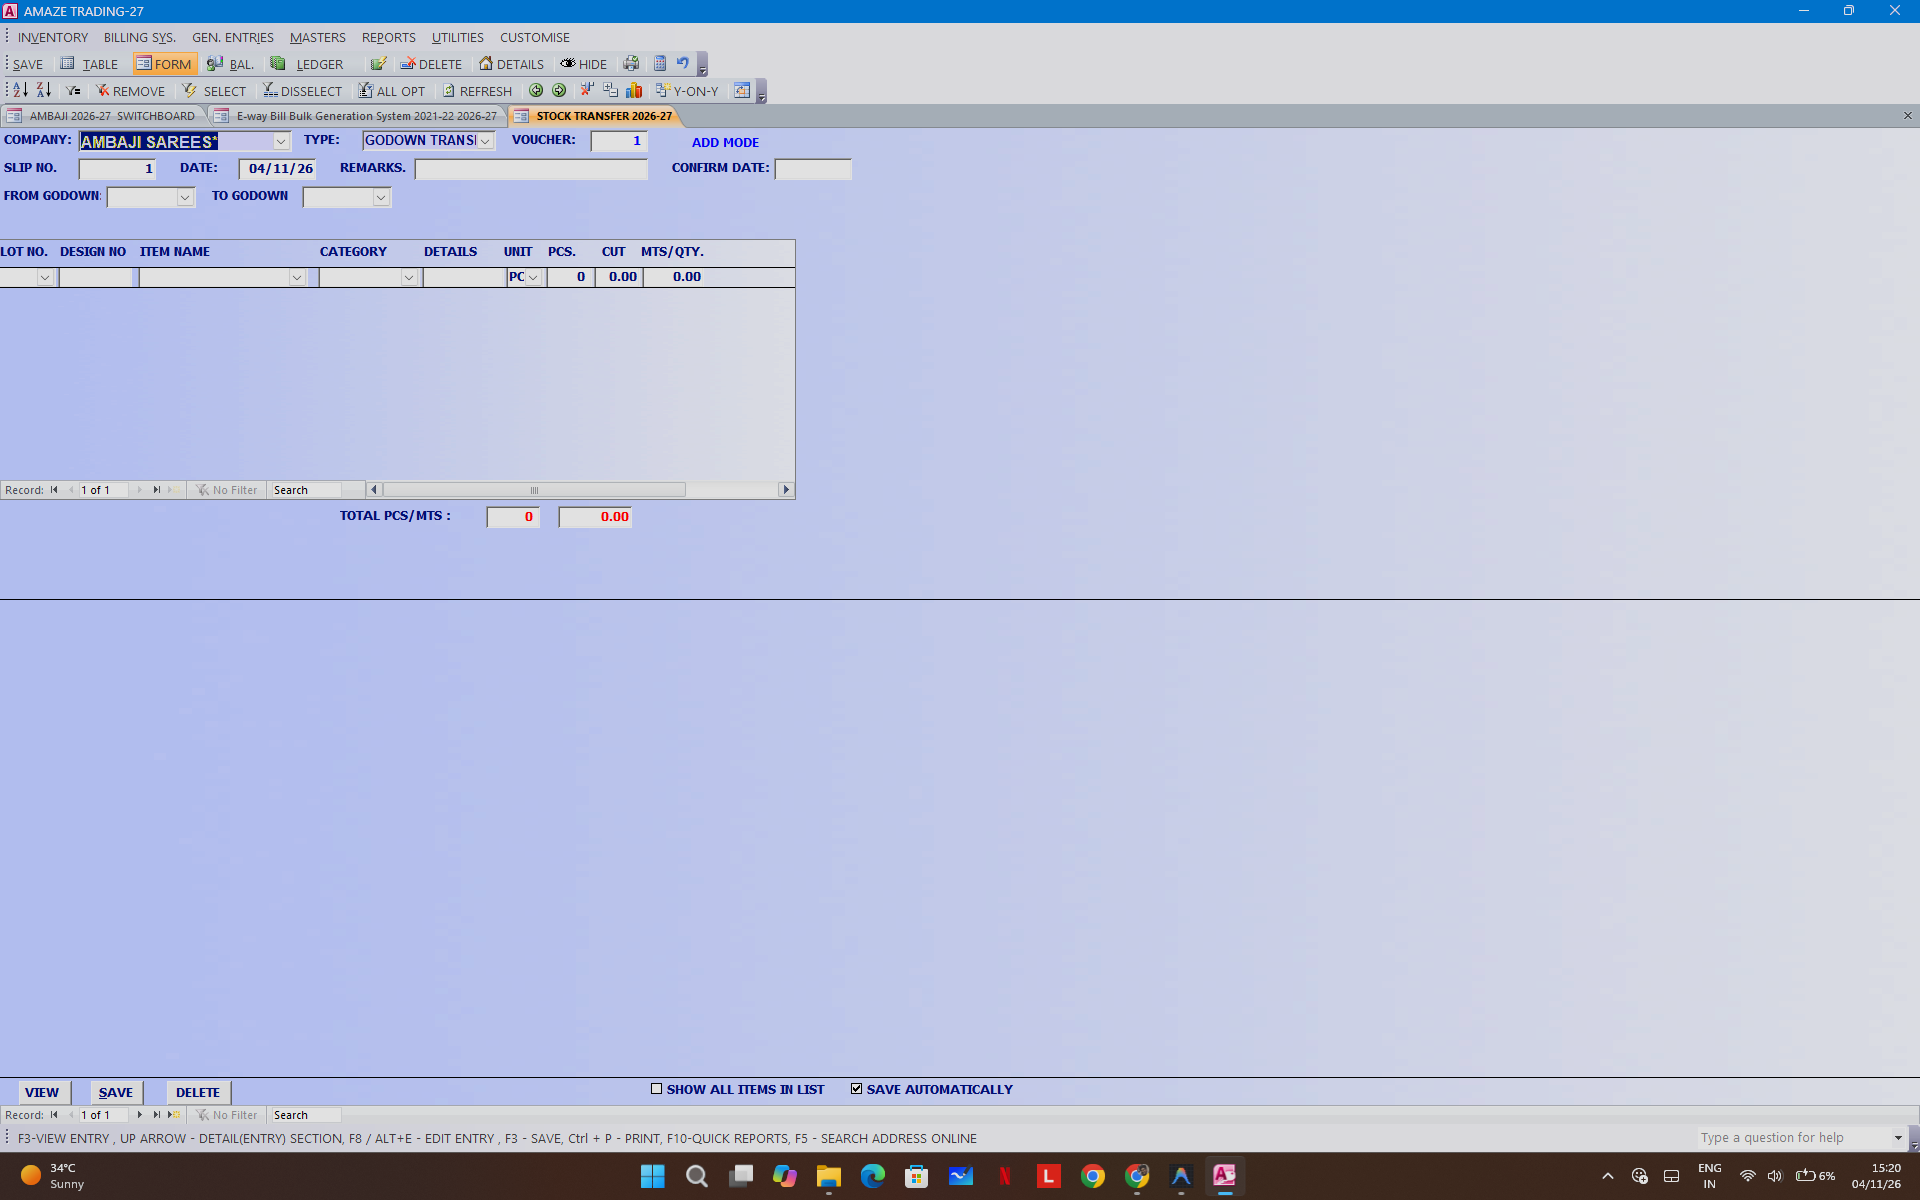 AMAZE TRADING-27
INVENTORY BILLING SYS. GEN. ENTRIES MASTERS REPORTS UTILITIES CUSTOMISE
SAVE TABLE FORM BAL. LEDGER DELETE DETAILS HIDE
REMOVE SELECT DISSELECT ALL OPT REFRESH Y-ON-Y
AMBAJI 2026-27 SWITCHBOARD E-way Bill Bulk Generation System 2021-22 2026-27 STOCK TRANSFER 2026-27
COMPANY: AMBAJI SAREES* TYPE: GODOWN TRANSI VOUCHER: 1 ADD MODE
SLIP NO. 1 DATE: 04/11/26 REMARKS. CONFIRM DATE:
FROM GODOWN: TO GODOWN
LOT NO. DESIGN NO ITEM NAME CATEGORY DETAILS UNIT PCS. CUT MTS/QTY.
PC 0 0.00 0.00
Record: 1 of 1 No Filter Search
TOTAL PCS/MTS : 0 0.00
VIEW SAVE DELETE SHOW ALL ITEMS IN LIST SAVE AUTOMATICALLY
Record: 1 of 1 No Filter Search
F3-VIEW ENTRY , UP ARROW - DETAIL(ENTRY) SECTION, F8 / ALT+E - EDIT ENTRY , F3 - SAVE, Ctrl + P - PRINT, F10-QUICK REPORTS, F5 - SEARCH ADDRESS ONLINE Type a question for help
34°C
Sunny
ENG
IN
6%
15:20
04/11/26